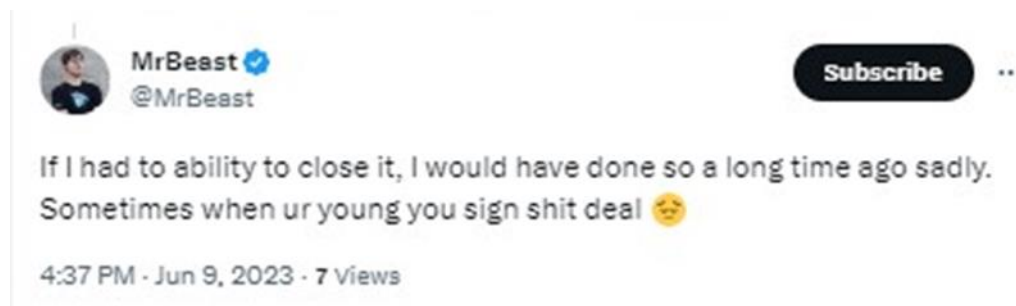 MrBeast
@MrBeast
Subscribe
If I had to ability to close it, I would have done so a long time ago sadly.
Sometimes when ur young you sign shit deal 😔
4:37 PM · Jun 9, 2023 · 7 Views